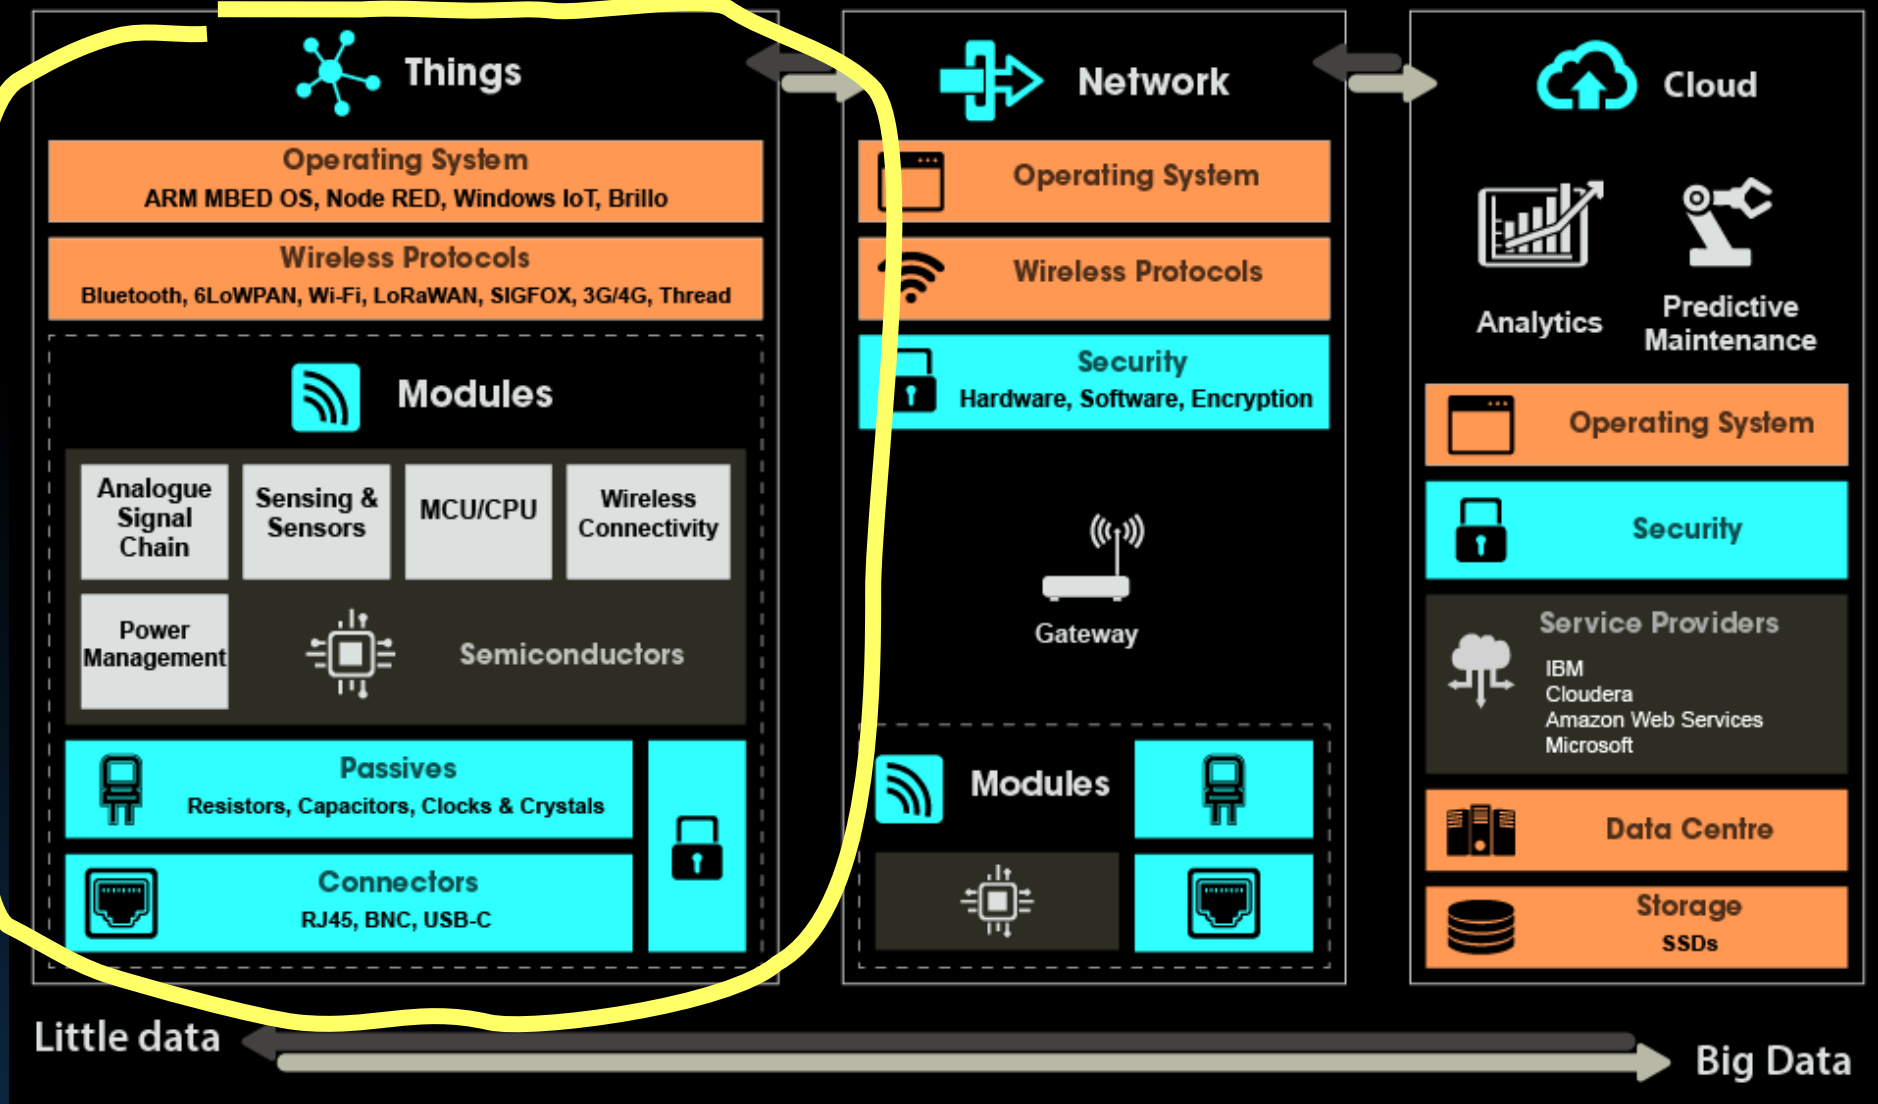 Things
Operating System
ARM MBED OS, Node RED, Windows IoT, Brillo
Wireless Protocols
Bluetooth, 6LoWPAN, Wi-Fi, LoRaWAN, SIGFOX, 3G/4G, Thread
Modules
Analogue
Signal
Chain
Sensing &
Sensors
MCU/CPU
Wireless
Connectivity
Power
Management
Semiconductors
Passives
Resistors, Capacitors, Clocks & Crystals
Connectors
RJ45, BNC, USB-C
Network
Operating System
Wireless Protocols
Security
Hardware, Software, Encryption
Gateway
Modules
Cloud
Analytics
Predictive
Maintenance
Operating System
Security
Service Providers
IBM
Cloudera
Amazon Web Services
Microsoft
Data Centre
Storage
SSDs
Little data
Big Data